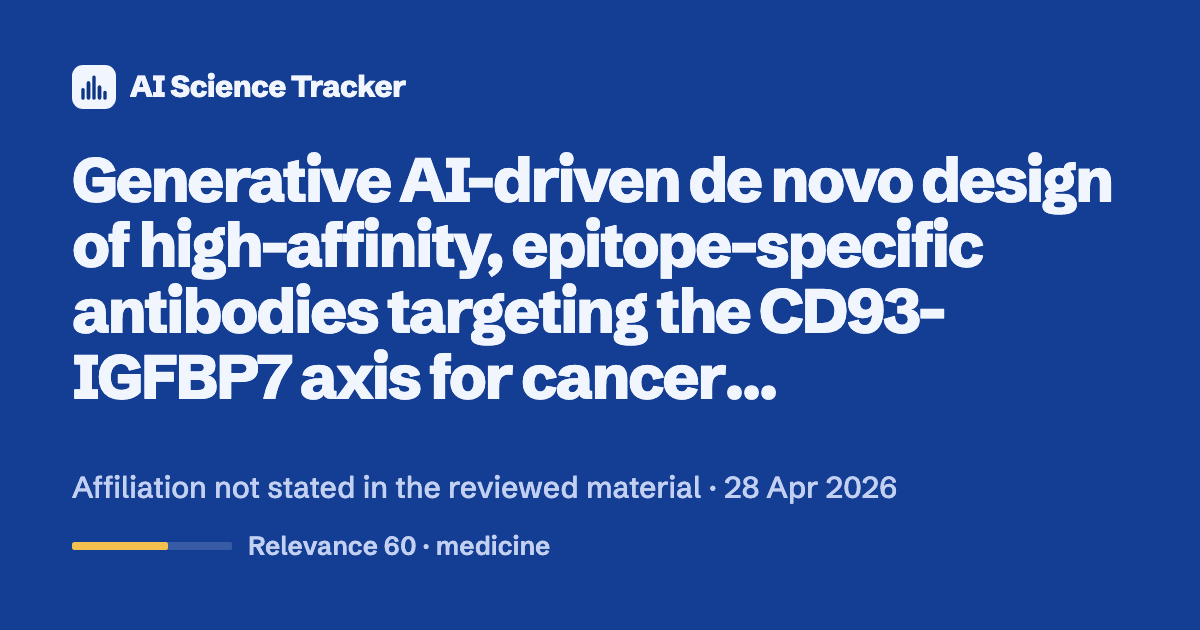 AI Science Tracker
Generative AI-driven de novo design
of high-affinity, epitope-specific
antibodies targeting the CD93-
IGFBP7 axis for cancer...
Affiliation not stated in the reviewed material · 28 Apr 2026
Relevance 60 · medicine